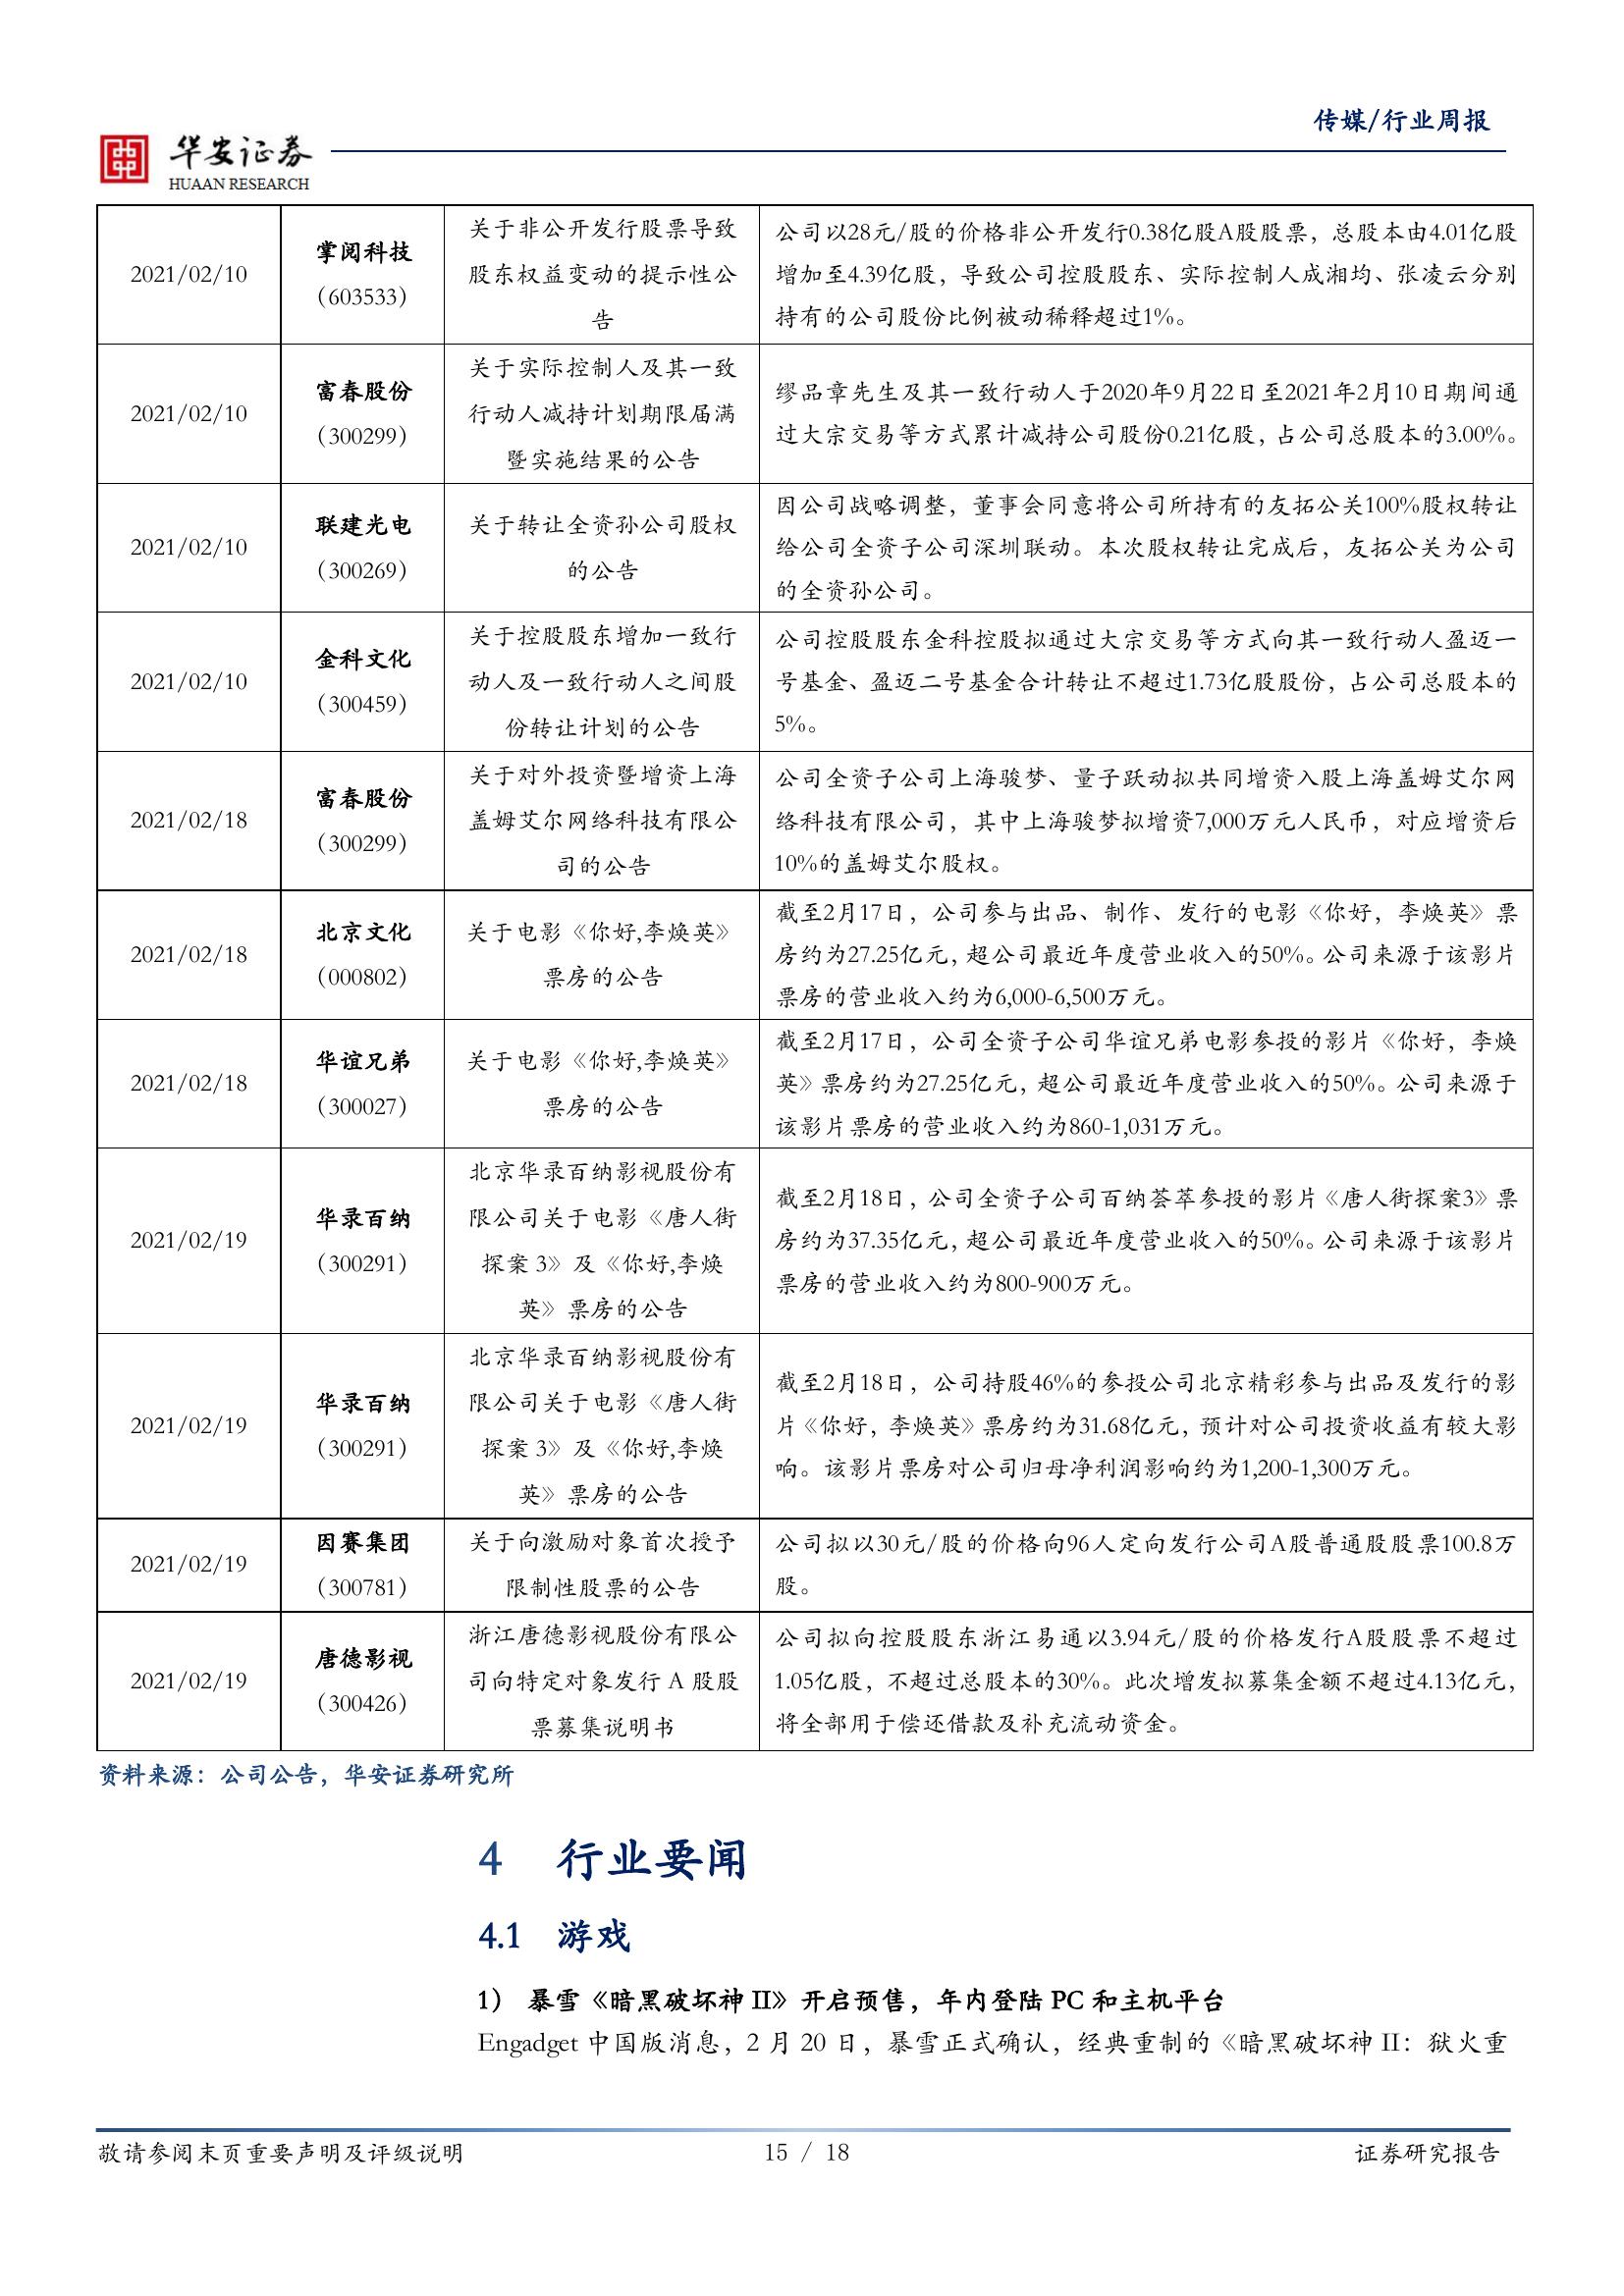 传媒/行业周报
华安证券
HUAAN RESEARCH
2021/02/10
掌阅科技
（603533）
关于非公开发行股票导致
股东权益变动的提示性公
告
公司以28元/股的价格非公开发行0.38亿股A股股票，总股本由4.01亿股
增加至4.39亿股，导致公司控股股东、实际控制人成湘均、张凌云分别
持有的公司股份比例被动稀释超过1%。
2021/02/10
富春股份
（300299）
关于实际控制人及其一致
行动人减持计划期限届满
暨实施结果的公告
缪品章先生及其一致行动人于2020年9月22日至2021年2月10日期间通
过大宗交易等方式累计减持公司股份0.21亿股，占公司总股本的3.00%。
2021/02/10
联建光电
（300269）
关于转让全资孙公司股权
的公告
因公司战略调整，董事会同意将公司所持有的友拓公关100%股权转让
给公司全资子公司深圳联动。本次股权转让完成后，友拓公关为公司
的全资孙公司。
2021/02/10
金科文化
（300459）
关于控股股东增加一致行
动人及一致行动人之间股
份转让计划的公告
公司控股股东金科控股拟通过大宗交易等方式向其一致行动人盈迈一
号基金、盈迈二号基金合计转让不超过1.73亿股股份，占公司总股本的
5%。
2021/02/18
富春股份
（300299）
关于对外投资暨增资上海
盖姆艾尔网络科技有限公
司的公告
公司全资子公司上海骏梦、量子跃动拟共同增资入股上海盖姆艾尔网
络科技有限公司，其中上海骏梦拟增资7,000万元人民币，对应增资后
10%的盖姆艾尔股权。
2021/02/18
北京文化
（000802）
关于电影《你好,李焕英》
票房的公告
截至2月17日，公司参与出品、制作、发行的电影《你好，李焕英》票
房约为27.25亿元，超公司最近年度营业收入的50%。公司来源于该影片
票房的营业收入约为6,000-6,500万元。
2021/02/18
华谊兄弟
（300027）
关于电影《你好,李焕英》
票房的公告
截至2月17日，公司全资子公司华谊兄弟电影参投的影片《你好，李焕
英》票房约为27.25亿元，超公司最近年度营业收入的50%。公司来源于
该影片票房的营业收入约为860-1,031万元。
2021/02/19
华录百纳
（300291）
北京华录百纳影视股份有
限公司关于电影《唐人街
探案 3》及《你好,李焕
英》票房的公告
截至2月18日，公司全资子公司百纳荟萃参投的影片《唐人街探案3》票
房约为37.35亿元，超公司最近年度营业收入的50%。公司来源于该影片
票房的营业收入约为800-900万元。
2021/02/19
华录百纳
（300291）
北京华录百纳影视股份有
限公司关于电影《唐人街
探案 3》及《你好,李焕
英》票房的公告
截至2月18日，公司持股46%的参投公司北京精彩参与出品及发行的影
片《你好，李焕英》票房约为31.68亿元，预计对公司投资收益有较大影
响。该影片票房对公司归母净利润影响约为1,200-1,300万元。
2021/02/19
因赛集团
（300781）
关于向激励对象首次授予
限制性股票的公告
公司拟以30元/股的价格向96人定向发行公司A股普通股股票100.8万
股。
2021/02/19
唐德影视
（300426）
浙江唐德影视股份有限公
司向特定对象发行 A 股股
票募集说明书
公司拟向控股股东浙江易通以3.94元/股的价格发行A股股票不超过
1.05亿股，不超过总股本的30%。此次增发拟募集金额不超过4.13亿元，
将全部用于偿还借款及补充流动资金。
资料来源：公司公告，华安证券研究所
4 行业要闻
4.1 游戏
1） 暴雪《暗黑破坏神 II》开启预售，年内登陆 PC 和主机平台
Engadget 中国版消息，2 月 20 日，暴雪正式确认，经典重制的《暗黑破坏神 II：狱火重
敬请参阅末页重要声明及评级说明
15 / 18
证券研究报告